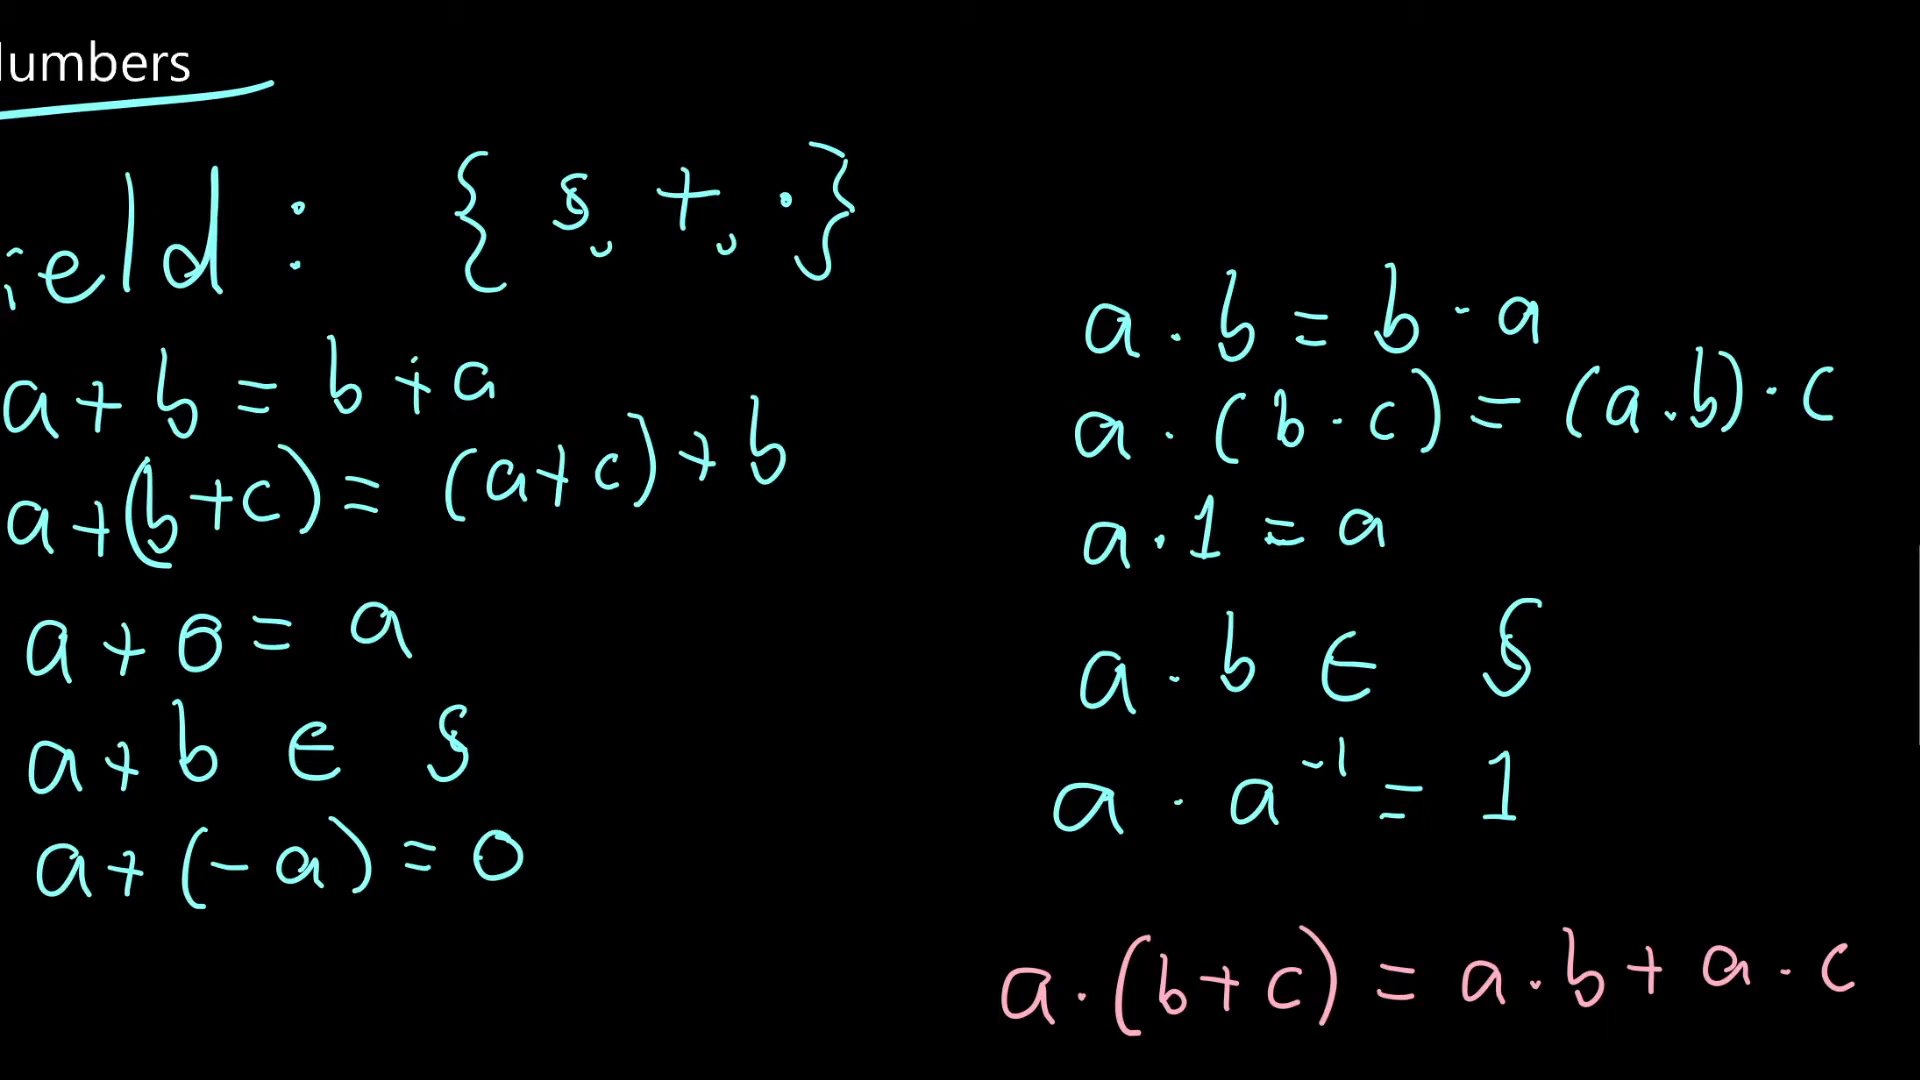 umbers
ield : { S, +, · }
a + b = b + a
a + (b + c) = (a + c) + b
a + 0 = a
a + b ∈ S
a + (-a) = 0
a · b = b · a
a · (b · c) = (a · b) · c
a · 1 = a
a · b ∈ S
a · a⁻¹ = 1
a · (b + c) = a · b + a · c